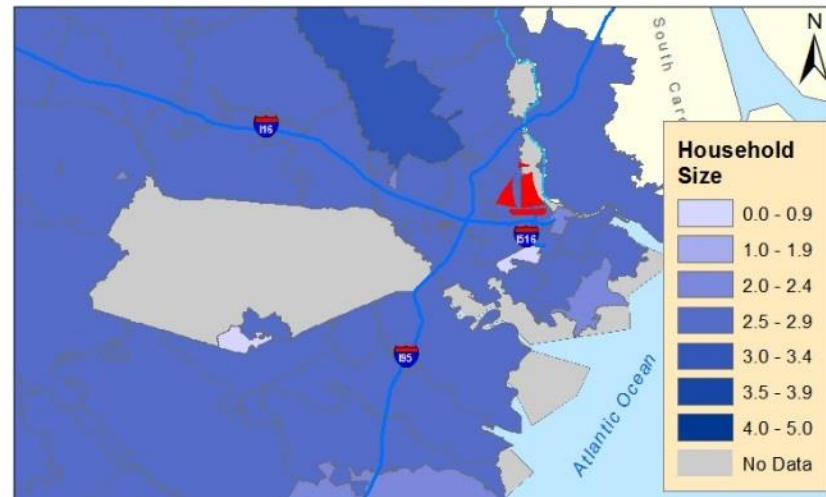 N
South Car
I16
I516
I95
Atlantic Ocean
Household
Size
0.0 - 0.9
1.0 - 1.9
2.0 - 2.4
2.5 - 2.9
3.0 - 3.4
3.5 - 3.9
4.0 - 5.0
No Data